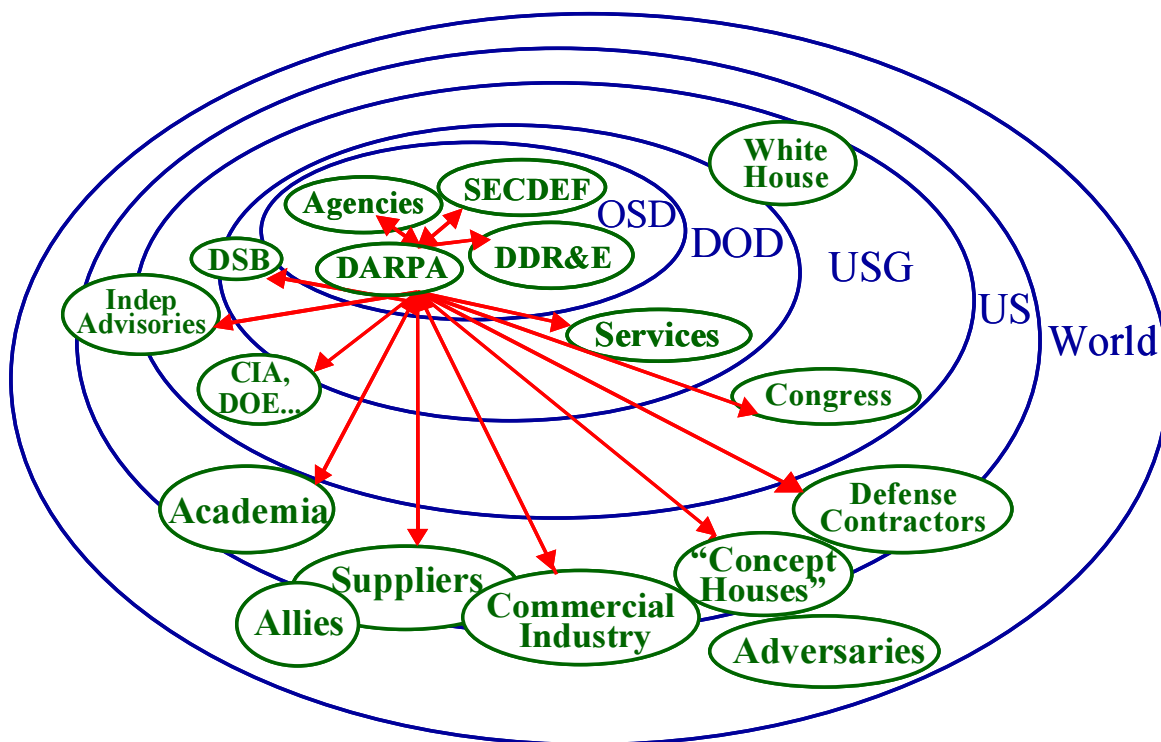 White
House
SECDEF
Agencies
OSD
DOD
DSB
DARPA
DDR&E
USG
Indep
Advisories
US
World
Services
CIA,
DOE...
Congress
Academia
Defense
Contractors
“Concept
Houses”
Suppliers
Commercial
Industry
Allies
Adversaries